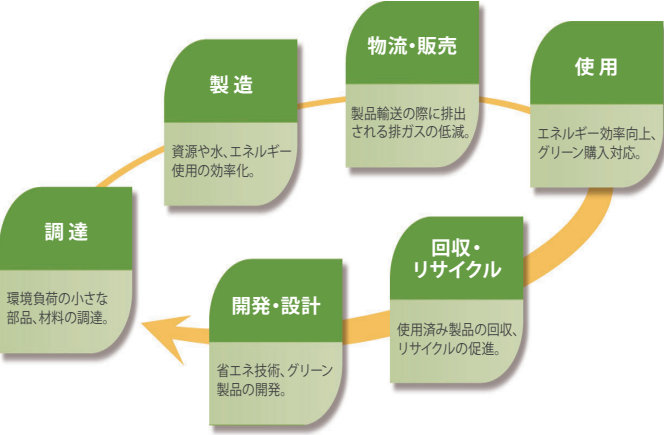 調達
環境負荷の小さな
部品、材料の調達。
製造
資源や水、エネルギー
使用の効率化。
物流・販売
製品輸送の際に排出
される排ガスの低減。
使用
エネルギー効率向上、
グリーン購入対応。
回収・
リサイクル
使用済み製品の回収、
リサイクルの促進。
開発・設計
省エネ技術、グリーン
製品の開発。